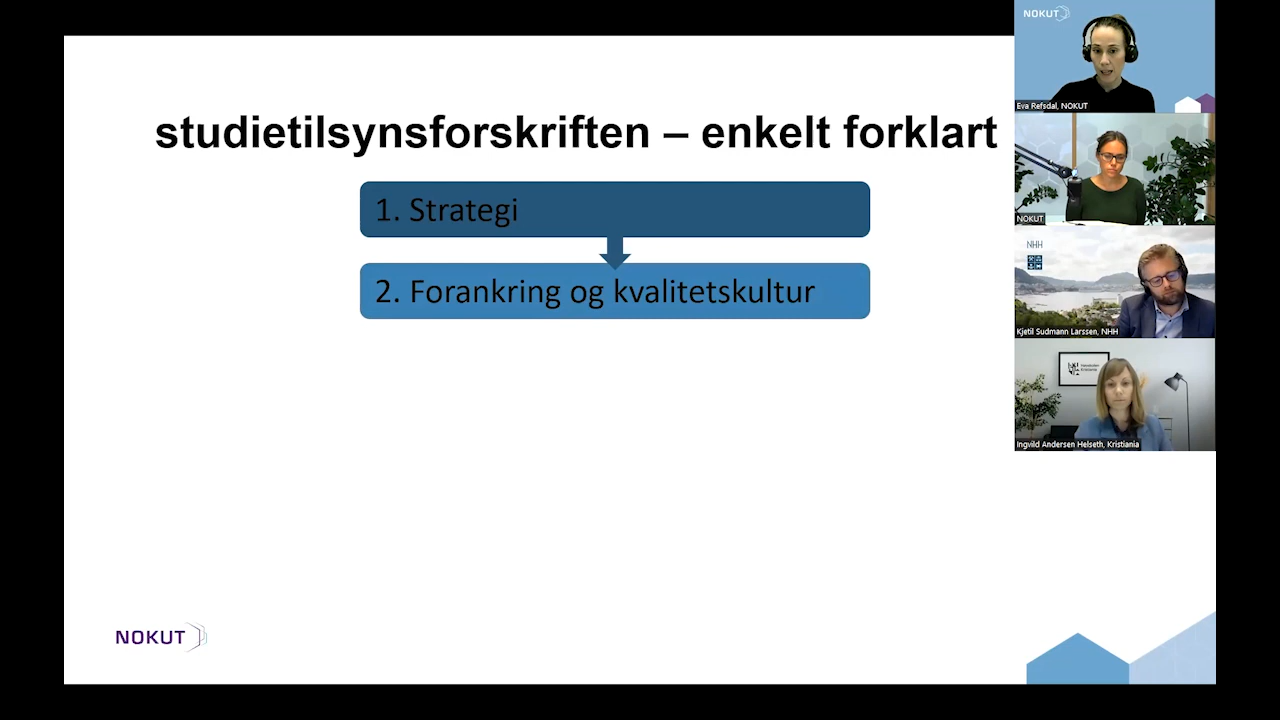 studietilsynsforskriften – enkelt forklart
1. Strategi
2. Forankring og kvalitetskultur
NOKUT
NOKUT
Eva Refsdal, NOKUT
NOKUT
NHH
Kjetil Sudmann Larssen, NHH
Ingvild Andersen Helseth, Kristiania